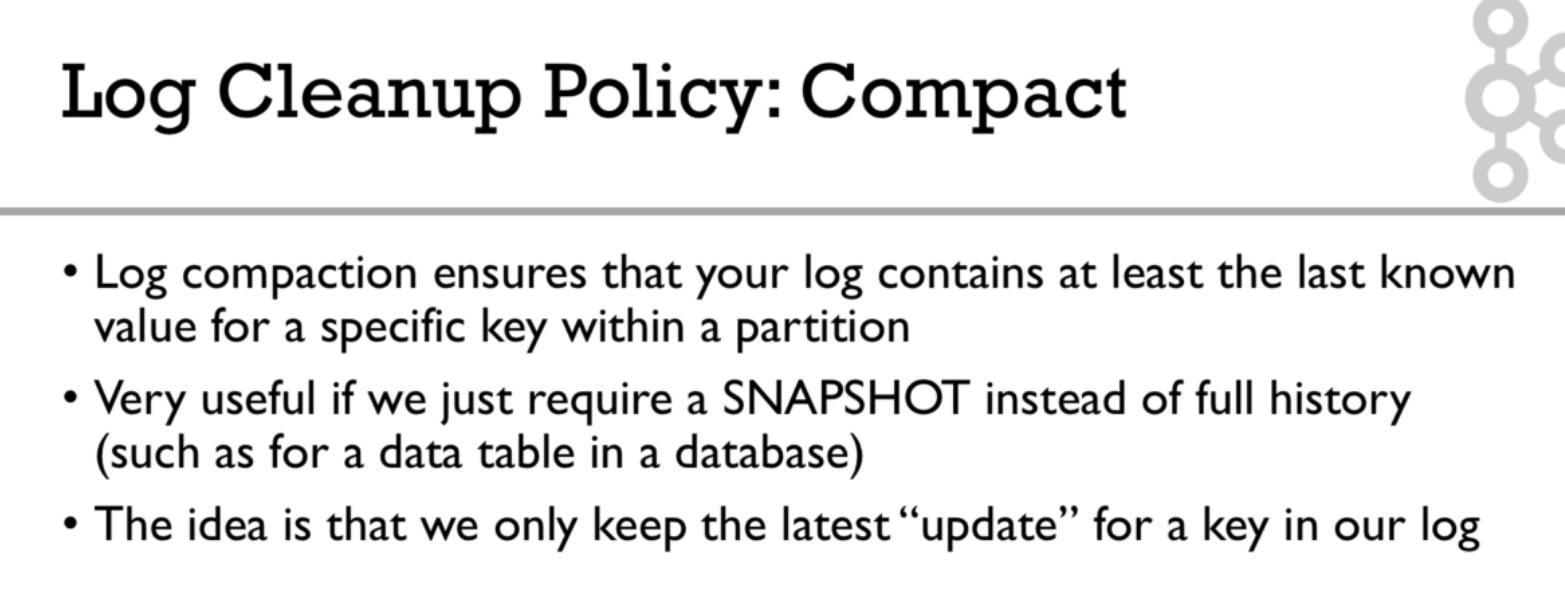 Log Cleanup Policy: Compact
• Log compaction ensures that your log contains at least the last known
value for a specific key within a partition
• Very useful if we just require a SNAPSHOT instead of full history
(such as for a data table in a database)
• The idea is that we only keep the latest “update” for a key in our log